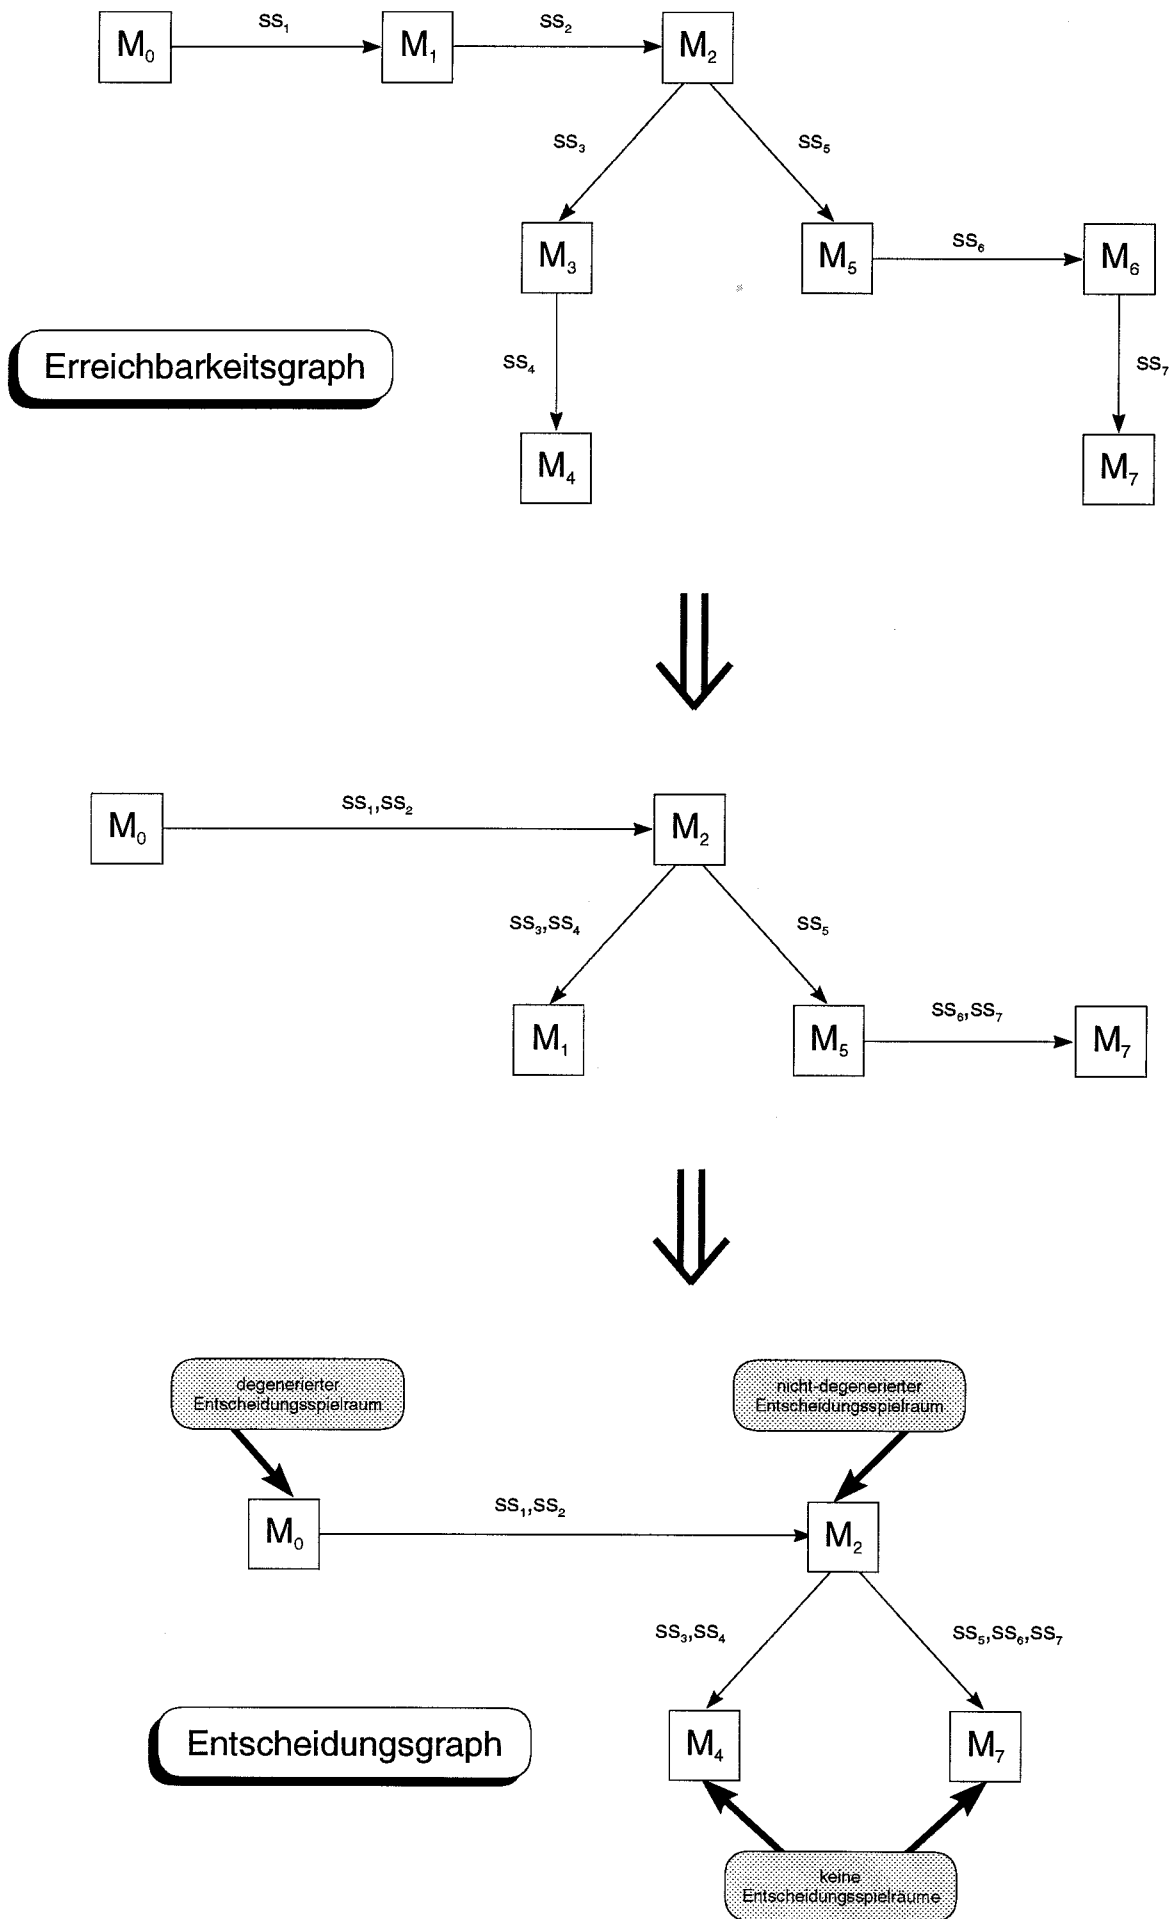 SS₁
SS₂
M₀
M₁
M₂
SS₃
SS₅
M₃
M₅
SS₆
M₆
Erreichbarkeitsgraph
SS₄
SS₇
M₄
M₇
SS₁,SS₂
M₀
M₂
SS₃,SS₄
SS₅
M₁
M₅
SS₆,SS₇
M₇
degenerierter
Entscheidungsspielraum
nicht-degenerierter
Entscheidungsspielraum
SS₁,SS₂
M₀
M₂
SS₃,SS₄
SS₅,SS₆,SS₇
Entscheidungsgraph
M₄
M₇
keine
Entscheidungsspielräume